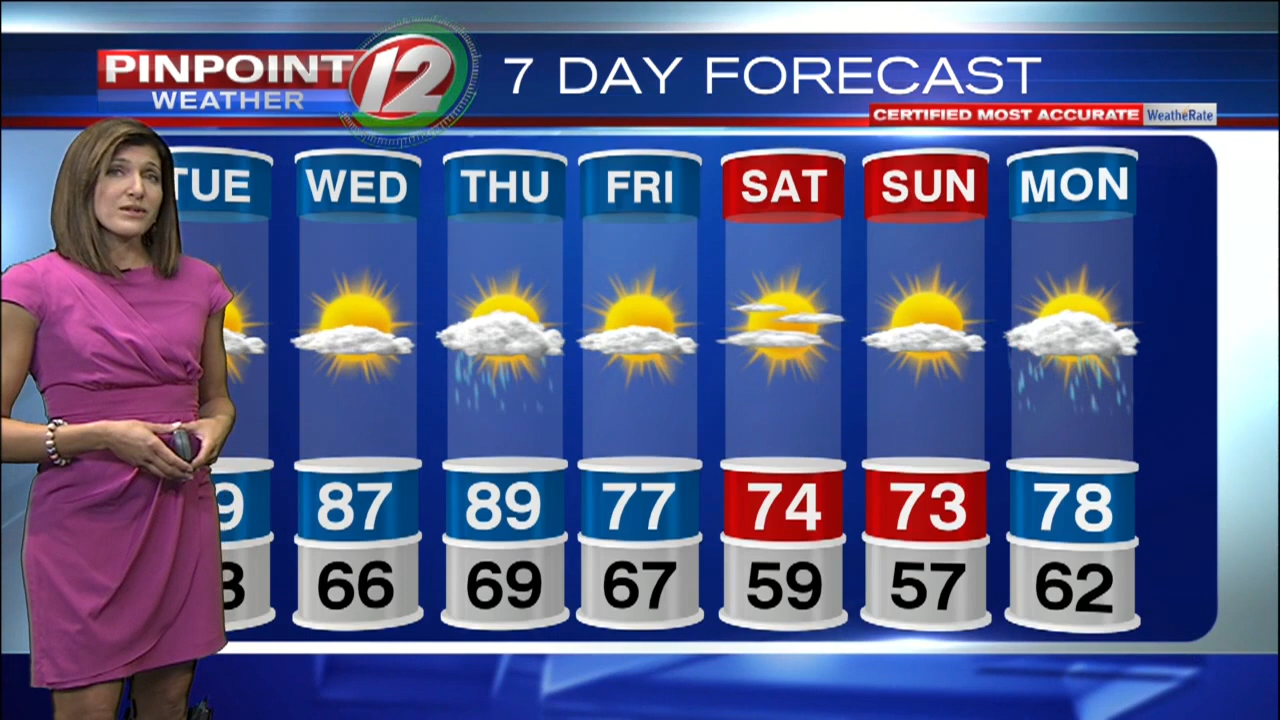 PINPOINT 12 7 DAY FORECAST
WEATHER
CERTIFIED MOST ACCURATE WeatheRate
TUE WED THU FRI SAT SUN MON
87 89 77 74 73 78
66 69 67 59 57 62